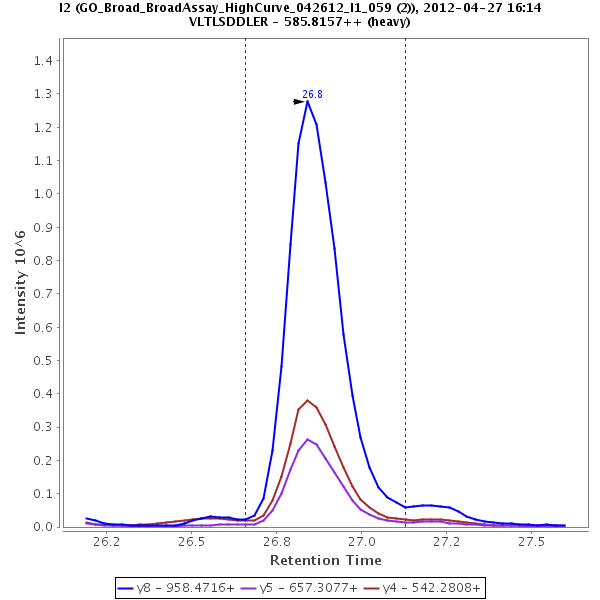 I2 (GO_Broad_BroadAssay_HighCurve_042612_I1_059 (2)), 2012-04-27 16:14
VLTLSDDLER - 585.8157++ (heavy)
26.8
1.4
1.3
1.2
1.1
1.0
0.9
0.8
0.7
0.6
0.5
0.4
0.3
0.2
0.1
0.0
Intensity 10^6
26.2 26.5 26.8 27.0 27.2 27.5
Retention Time
y8 - 958.4716+ y5 - 657.3077+ y4 - 542.2808+